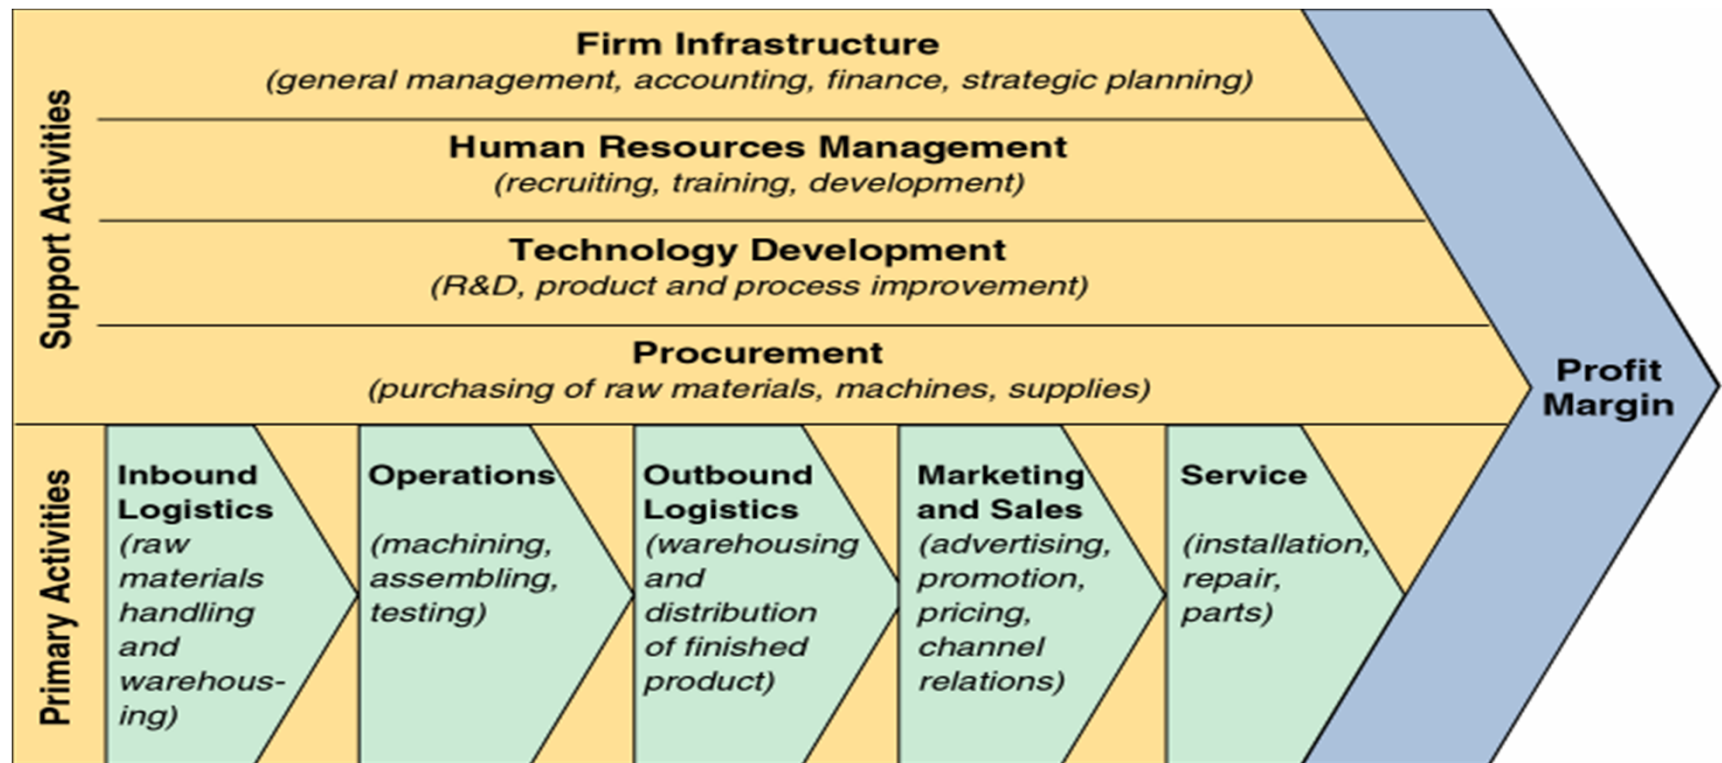 Support Activities
Firm Infrastructure
(general management, accounting, finance, strategic planning)
Human Resources Management
(recruiting, training, development)
Technology Development
(R&D, product and process improvement)
Procurement
(purchasing of raw materials, machines, supplies)
Profit
Margin
Primary Activities
Inbound
Logistics
(raw
materials
handling
and
warehous-
ing)
Operations
(machining,
assembling,
testing)
Outbound
Logistics
(warehousing
and
distribution
of finished
product)
Marketing
and Sales
(advertising,
promotion,
pricing,
channel
relations)
Service
(installation,
repair,
parts)